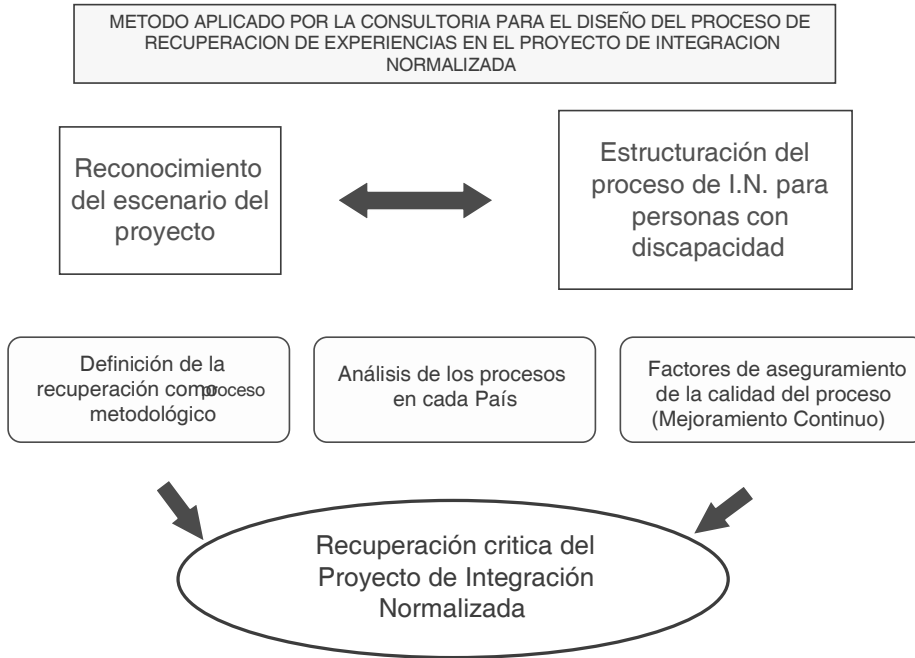 METODO APLICADO POR LA CONSULTORIA PARA EL DISEÑO DEL PROCESO DE
RECUPERACION DE EXPERIENCIAS EN EL PROYECTO DE INTEGRACION
NORMALIZADA
Reconocimiento
del escenario del
proyecto
Estructuración del
proceso de I.N. para
personas con
discapacidad
Definición de la
recuperación como proceso
metodológico
Análisis de los procesos
en cada País
Factores de aseguramiento
de la calidad del proceso
(Mejoramiento Continuo)
Recuperación critica del
Proyecto de Integración
Normalizada